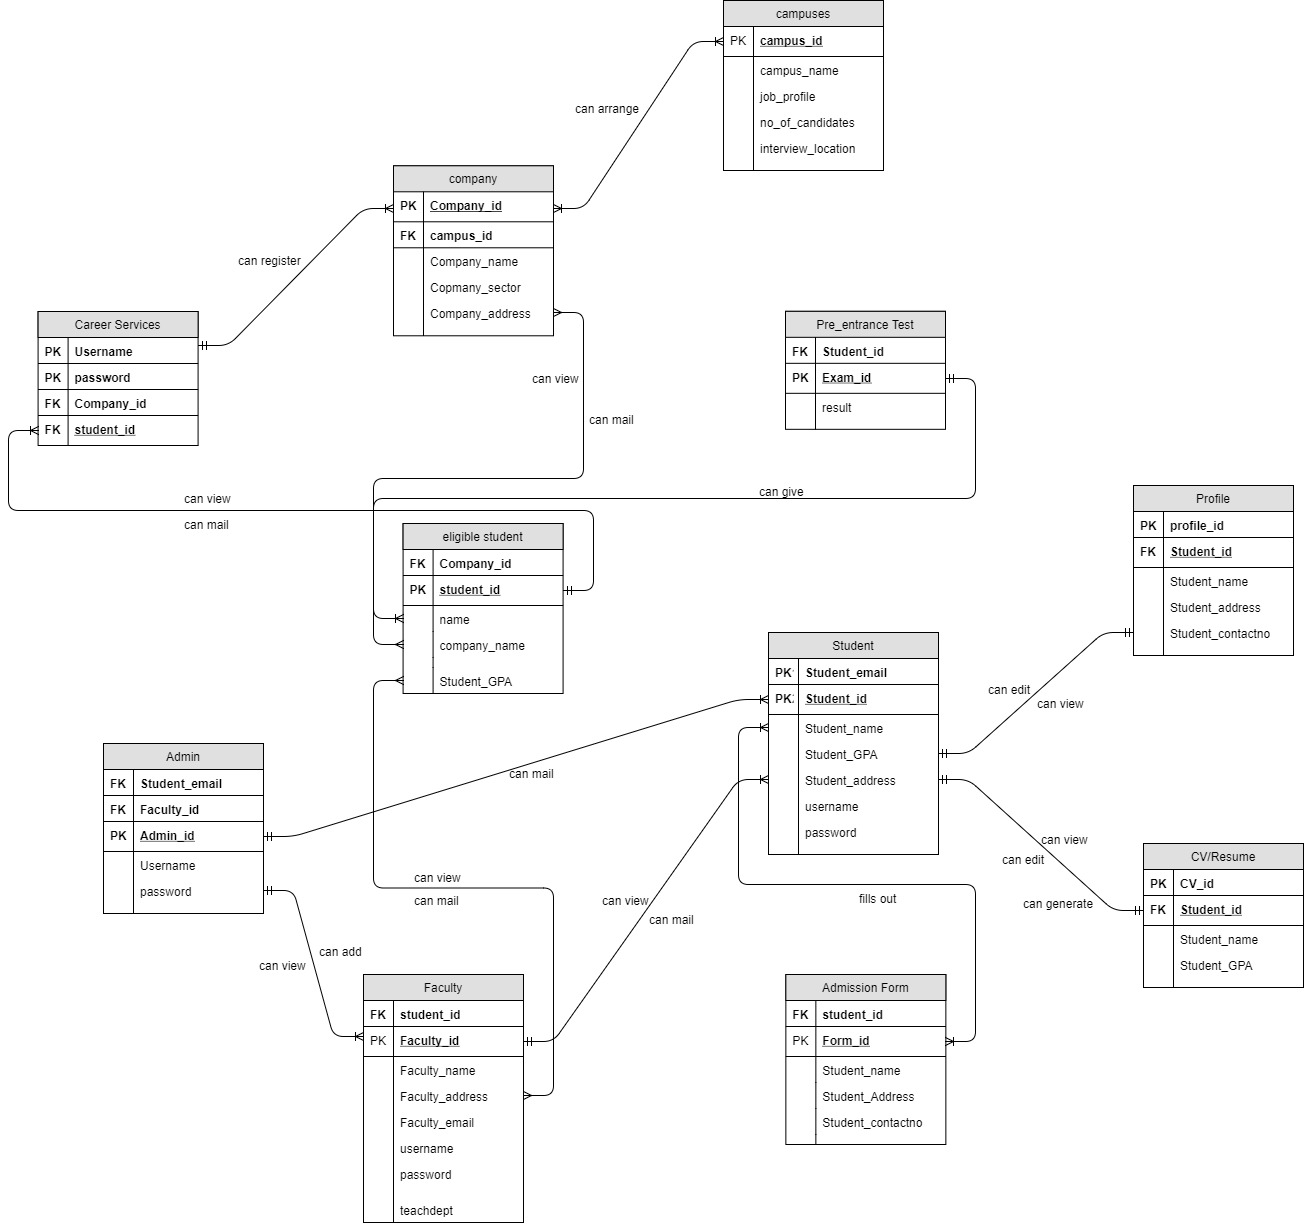 campuses
PK campus_id
campus_name
job_profile
no_of_candidates
interview_location
can arrange
company
PK Company_id
FK campus_id
Company_name
Copmany_sector
Company_address
can register
Career Services
PK Username
PK password
FK Company_id
FK student_id
Pre_entrance Test
FK Student_id
PK Exam_id
result
can view
can mail
can view
can mail
can give
eligible student
FK Company_id
PK student_id
name
company_name
Student_GPA
Profile
PK profile_id
FK Student_id
Student_name
Student_address
Student_contactno
Student
PK Student_email
PK Student_id
Student_name
Student_GPA
Student_address
username
password
can edit
can view
Admin
FK Student_email
FK Faculty_id
PK Admin_id
Username
password
can mail
can view
can edit
can generate
CV/Resume
PK CV_id
FK Student_id
Student_name
Student_GPA
can view
can mail
can view
can mail
fills out
can add
can view
Faculty
FK student_id
PK Faculty_id
Faculty_name
Faculty_address
Faculty_email
username
password
teachdept
Admission Form
FK student_id
PK Form_id
Student_name
Student_Address
Student_contactno